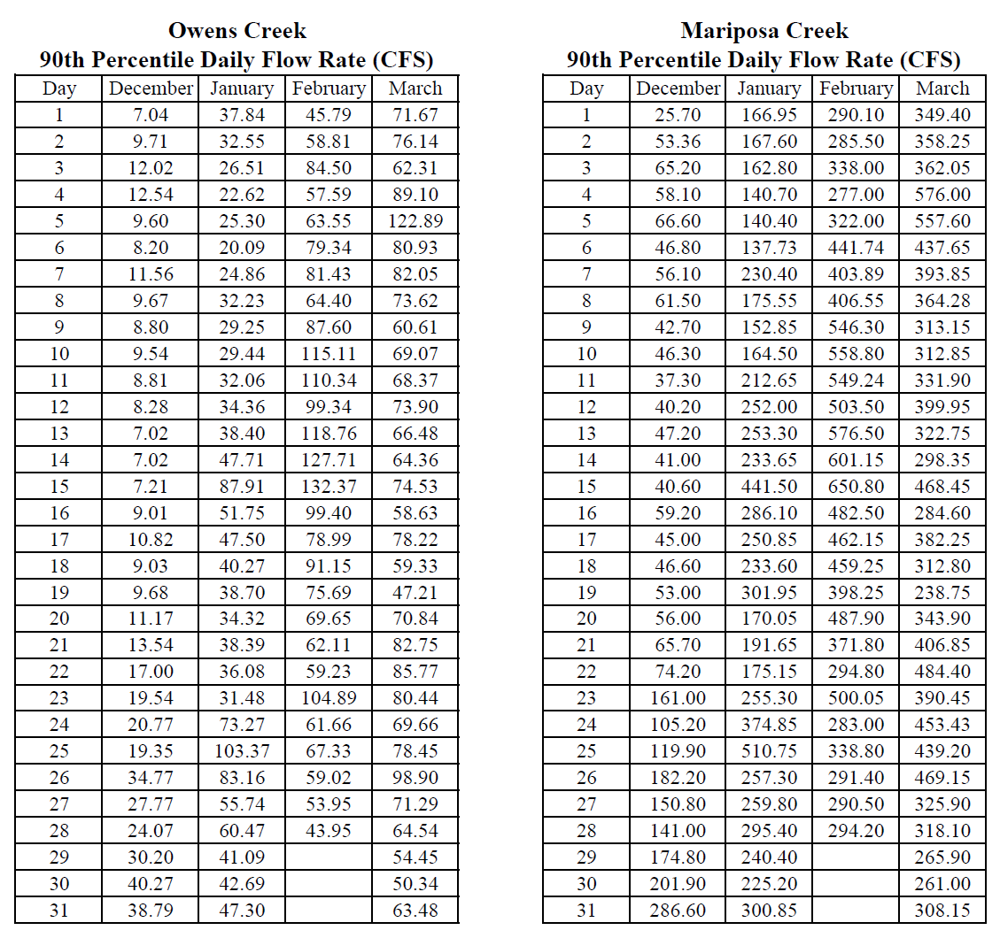 Owens Creek
90th Percentile Daily Flow Rate (CFS)
Day December January February March
1 7.04 37.84 45.79 71.67
2 9.71 32.55 58.81 76.14
3 12.02 26.51 84.50 62.31
4 12.54 22.62 57.59 89.10
5 9.60 25.30 63.55 122.89
6 8.20 20.09 79.34 80.93
7 11.56 24.86 81.43 82.05
8 9.67 32.23 64.40 73.62
9 8.80 29.25 87.60 60.61
10 9.54 29.44 115.11 69.07
11 8.81 32.06 110.34 68.37
12 8.28 34.36 99.34 73.90
13 7.02 38.40 118.76 66.48
14 7.02 47.71 127.71 64.36
15 7.21 87.91 132.37 74.53
16 9.01 51.75 99.40 58.63
17 10.82 47.50 78.99 78.22
18 9.03 40.27 91.15 59.33
19 9.68 38.70 75.69 47.21
20 11.17 34.32 69.65 70.84
21 13.54 38.39 62.11 82.75
22 17.00 36.08 59.23 85.77
23 19.54 31.48 104.89 80.44
24 20.77 73.27 61.66 69.66
25 19.35 103.37 67.33 78.45
26 34.77 83.16 59.02 98.90
27 27.77 55.74 53.95 71.29
28 24.07 60.47 43.95 64.54
29 30.20 41.09 54.45
30 40.27 42.69 50.34
31 38.79 47.30 63.48
Mariposa Creek
90th Percentile Daily Flow Rate (CFS)
Day December January February March
1 25.70 166.95 290.10 349.40
2 53.36 167.60 285.50 358.25
3 65.20 162.80 338.00 362.05
4 58.10 140.70 277.00 576.00
5 66.60 140.40 322.00 557.60
6 46.80 137.73 441.74 437.65
7 56.10 230.40 403.89 393.85
8 61.50 175.55 406.55 364.28
9 42.70 152.85 546.30 313.15
10 46.30 164.50 558.80 312.85
11 37.30 212.65 549.24 331.90
12 40.20 252.00 503.50 399.95
13 47.20 253.30 576.50 322.75
14 41.00 233.65 601.15 298.35
15 40.60 441.50 650.80 468.45
16 59.20 286.10 482.50 284.60
17 45.00 250.85 462.15 382.25
18 46.60 233.60 459.25 312.80
19 53.00 301.95 398.25 238.75
20 56.00 170.05 487.90 343.90
21 65.70 191.65 371.80 406.85
22 74.20 175.15 294.80 484.40
23 161.00 255.30 500.05 390.45
24 105.20 374.85 283.00 453.43
25 119.90 510.75 338.80 439.20
26 182.20 257.30 291.40 469.15
27 150.80 259.80 290.50 325.90
28 141.00 295.40 294.20 318.10
29 174.80 240.40 265.90
30 201.90 225.20 261.00
31 286.60 300.85 308.15